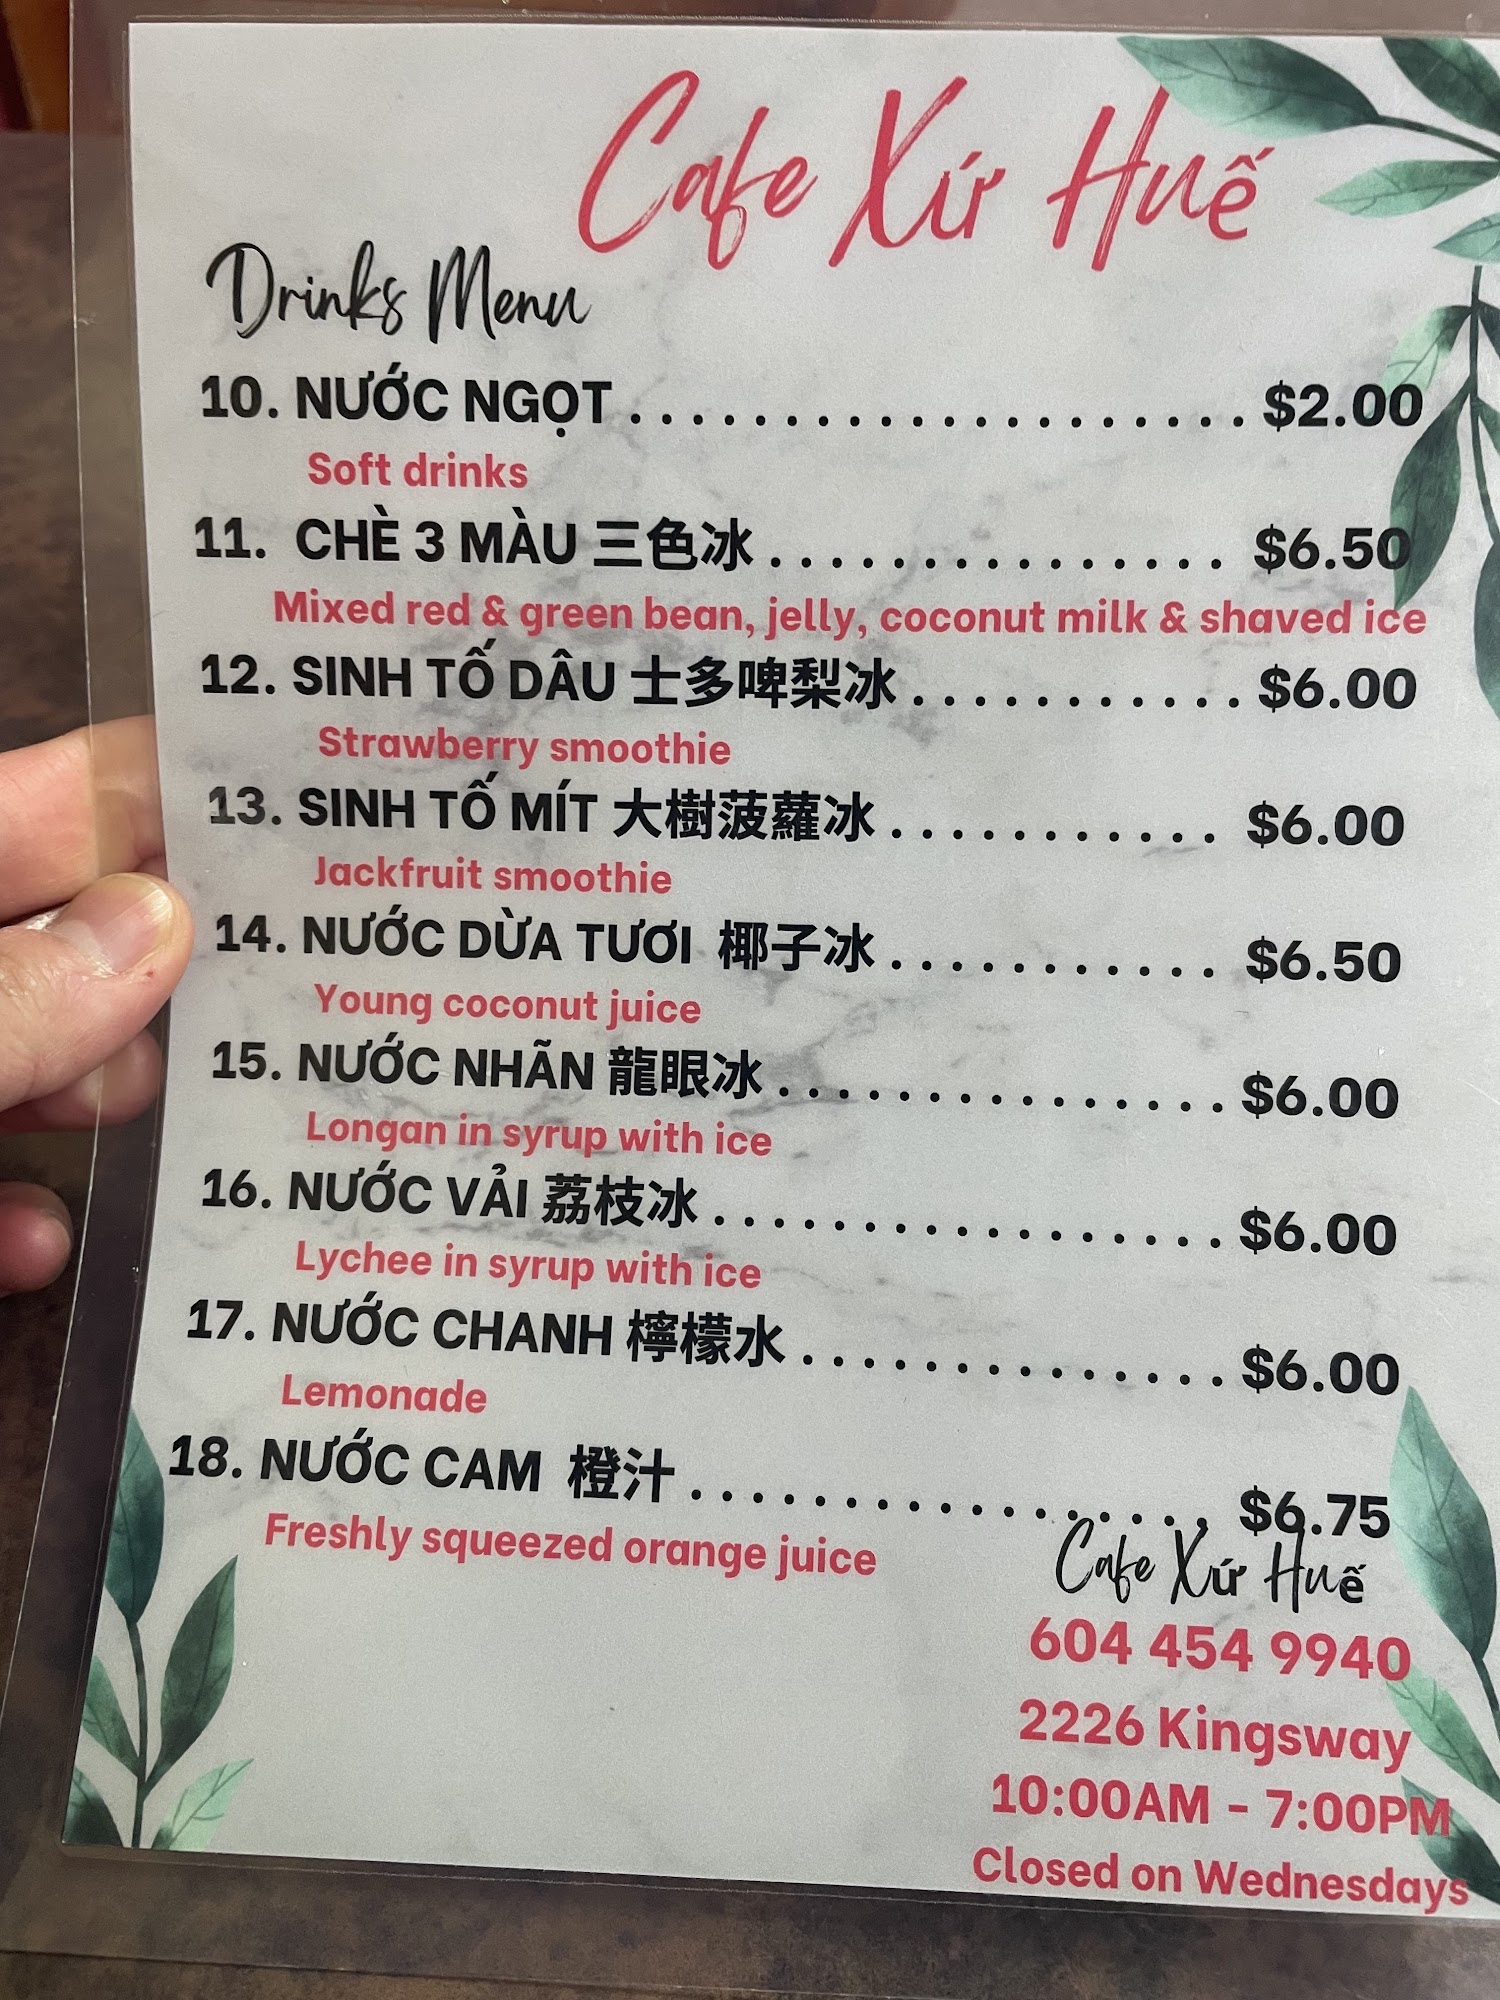 Cafe Xứ Huế
Drinks Menu
10. NƯỚC NGỌT . . . . . . . . . . . . . . . . . . . . . $2.00
Soft drinks
11. CHÈ 3 MÀU 三色冰 . . . . . . . . . . . . . . . $6.50
Mixed red & green bean, jelly, coconut milk & shaved ice
12. SINH TỐ DÂU 士多啤梨冰 . . . . . . . . . . . $6.00
Strawberry smoothie
13. SINH TỐ MÍT 大樹菠蘿冰 . . . . . . . . . . . $6.00
Jackfruit smoothie
14. NƯỚC DỪA TƯƠI 椰子冰 . . . . . . . . . . . $6.50
Young coconut juice
15. NƯỚC NHÃN 龍眼冰 . . . . . . . . . . . . . . . $6.00
Longan in syrup with ice
16. NƯỚC VẢI 荔枝冰 . . . . . . . . . . . . . . . . . $6.00
Lychee in syrup with ice
17. NƯỚC CHANH 檸檬水 . . . . . . . . . . . . . . $6.00
Lemonade
18. NƯỚC CAM 橙汁 . . . . . . . . . . . . . . . . . $6.75
Freshly squeezed orange juice
Cafe Xứ Huế
604 454 9940
2226 Kingsway
10:00AM - 7:00PM
Closed on Wednesdays